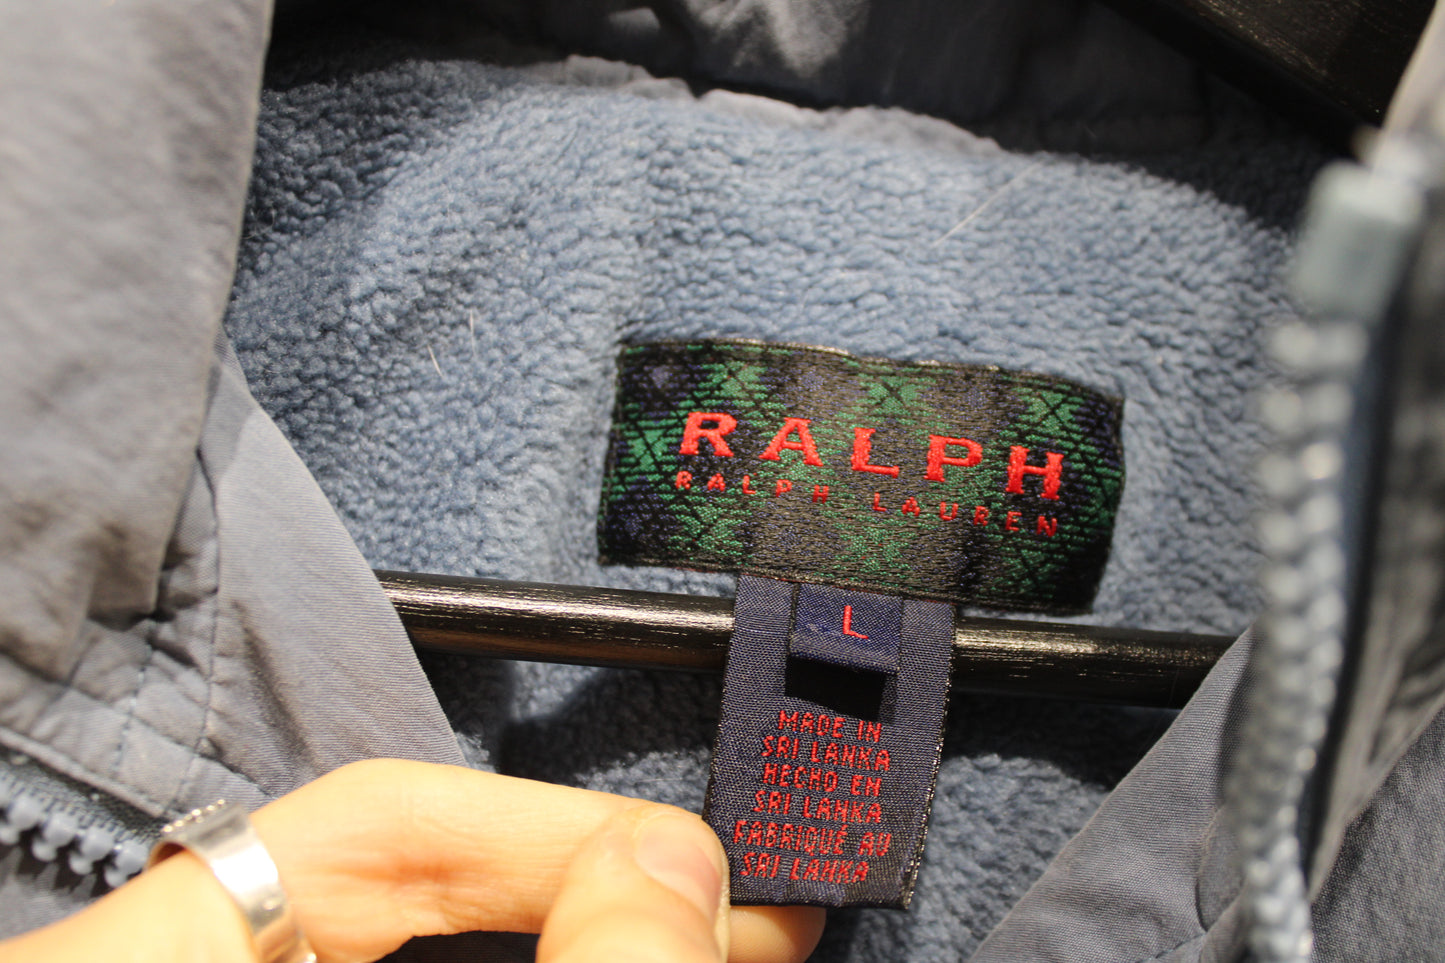 RALPH
RALPH LAUREN
L
MADE IN
SRI LANKA
HECHO EN
SRI LANKA
FABRIQUÉ AU
SRI LANKA